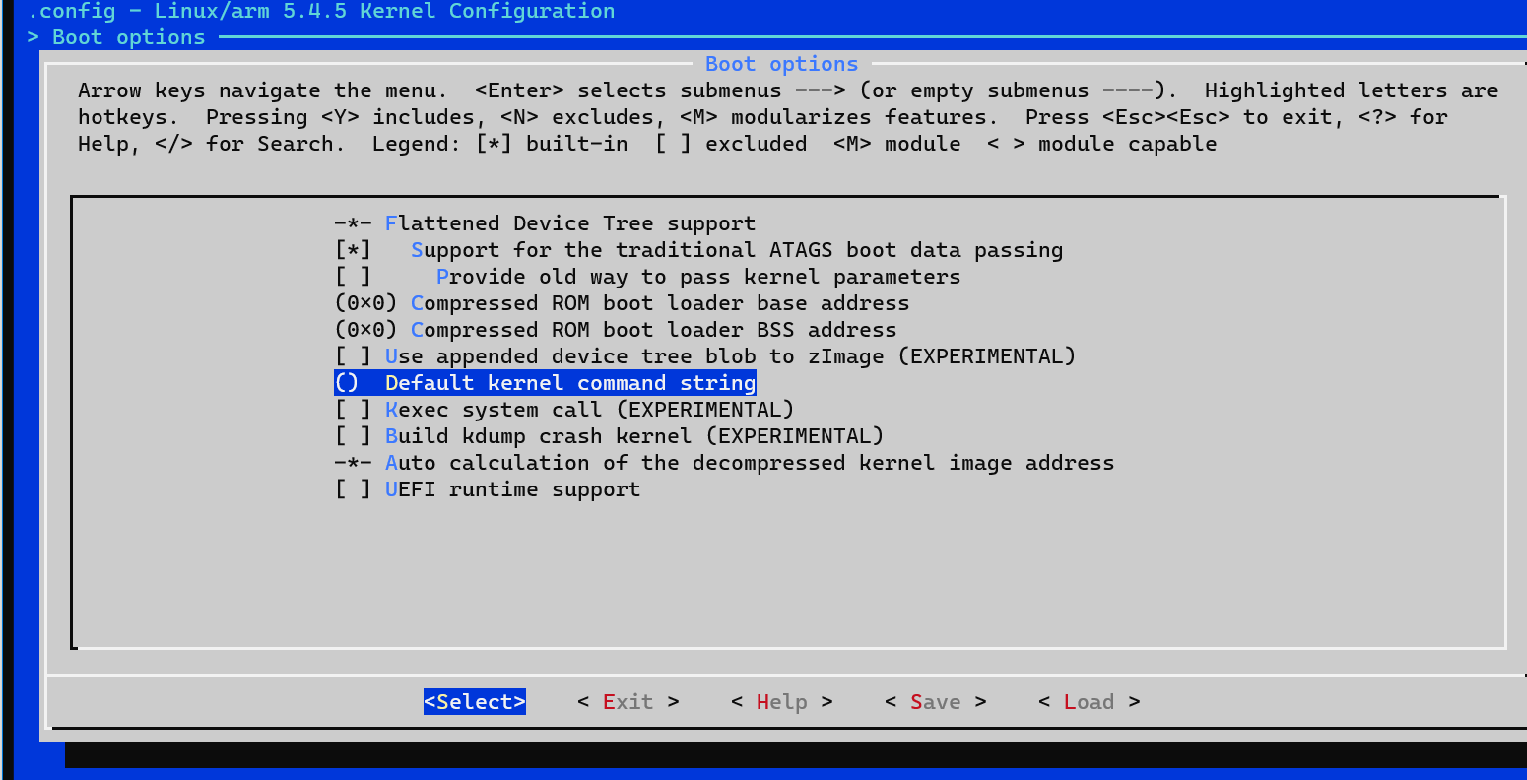 .config - Linux/arm 5.4.5 Kernel Configuration
> Boot options
Boot options
Arrow keys navigate the menu.  <Enter> selects submenus ---> (or empty submenus ----).  Highlighted letters are
hotkeys.  Pressing <Y> includes, <N> excludes, <M> modularizes features.  Press <Esc><Esc> to exit, <?> for
Help, </> for Search.  Legend: [*] built-in  [ ] excluded  <M> module  < > module capable
-*- Flattened Device Tree support
[*]   Support for the traditional ATAGS boot data passing
[ ]     Provide old way to pass kernel parameters
(0x0) Compressed ROM boot loader base address
(0x0) Compressed ROM boot loader BSS address
[ ] Use appended device tree blob to zImage (EXPERIMENTAL)
()  Default kernel command string
[ ] Kexec system call (EXPERIMENTAL)
[ ] Build kdump crash kernel (EXPERIMENTAL)
-*- Auto calculation of the decompressed kernel image address
[ ] UEFI runtime support
<Select>    < Exit >    < Help >    < Save >    < Load >